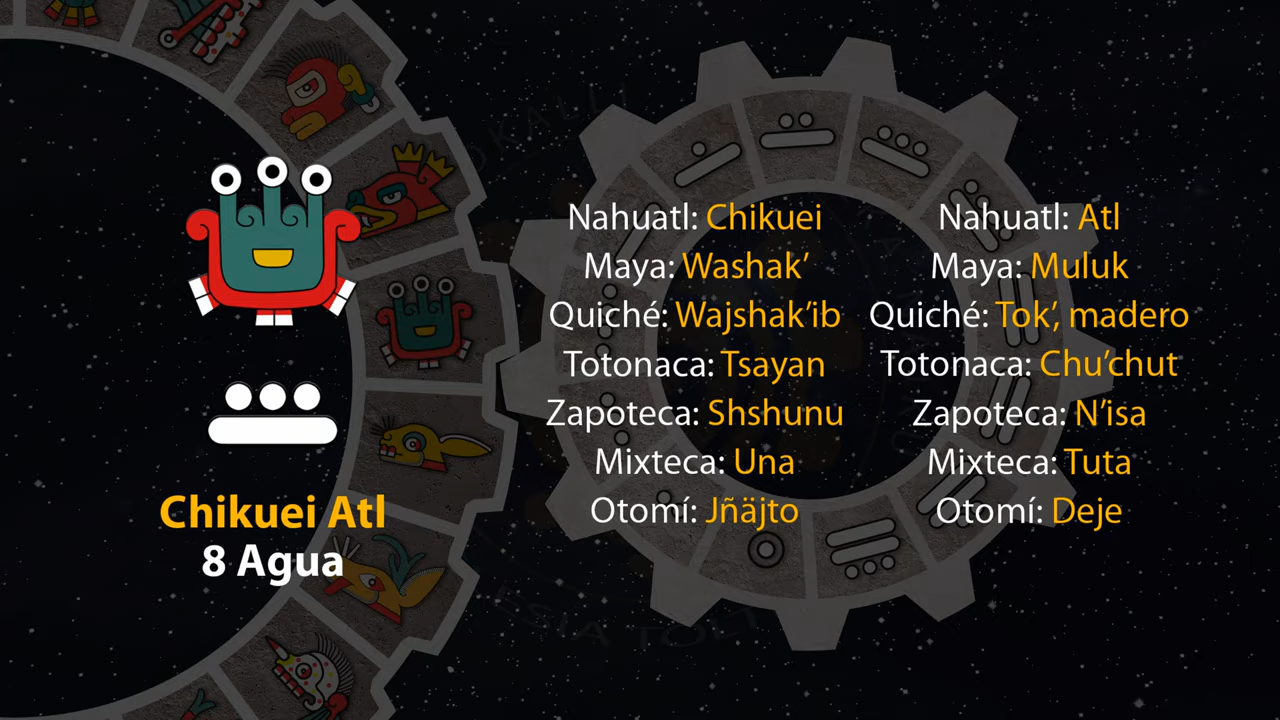 Chikuei Atl
8 Agua
Nahuatl: Chikuei
Maya: Washak’
Quiché: Wajshak’ib
Totonaca: Tsayan
Zapoteca: Shshunu
Mixteca: Una
Otomí: Jñäjto
Nahuatl: Atl
Maya: Muluk
Quiché: Tok’, madero
Totonaca: Chu’chut
Zapoteca: N’isa
Mixteca: Tuta
Otomí: Deje